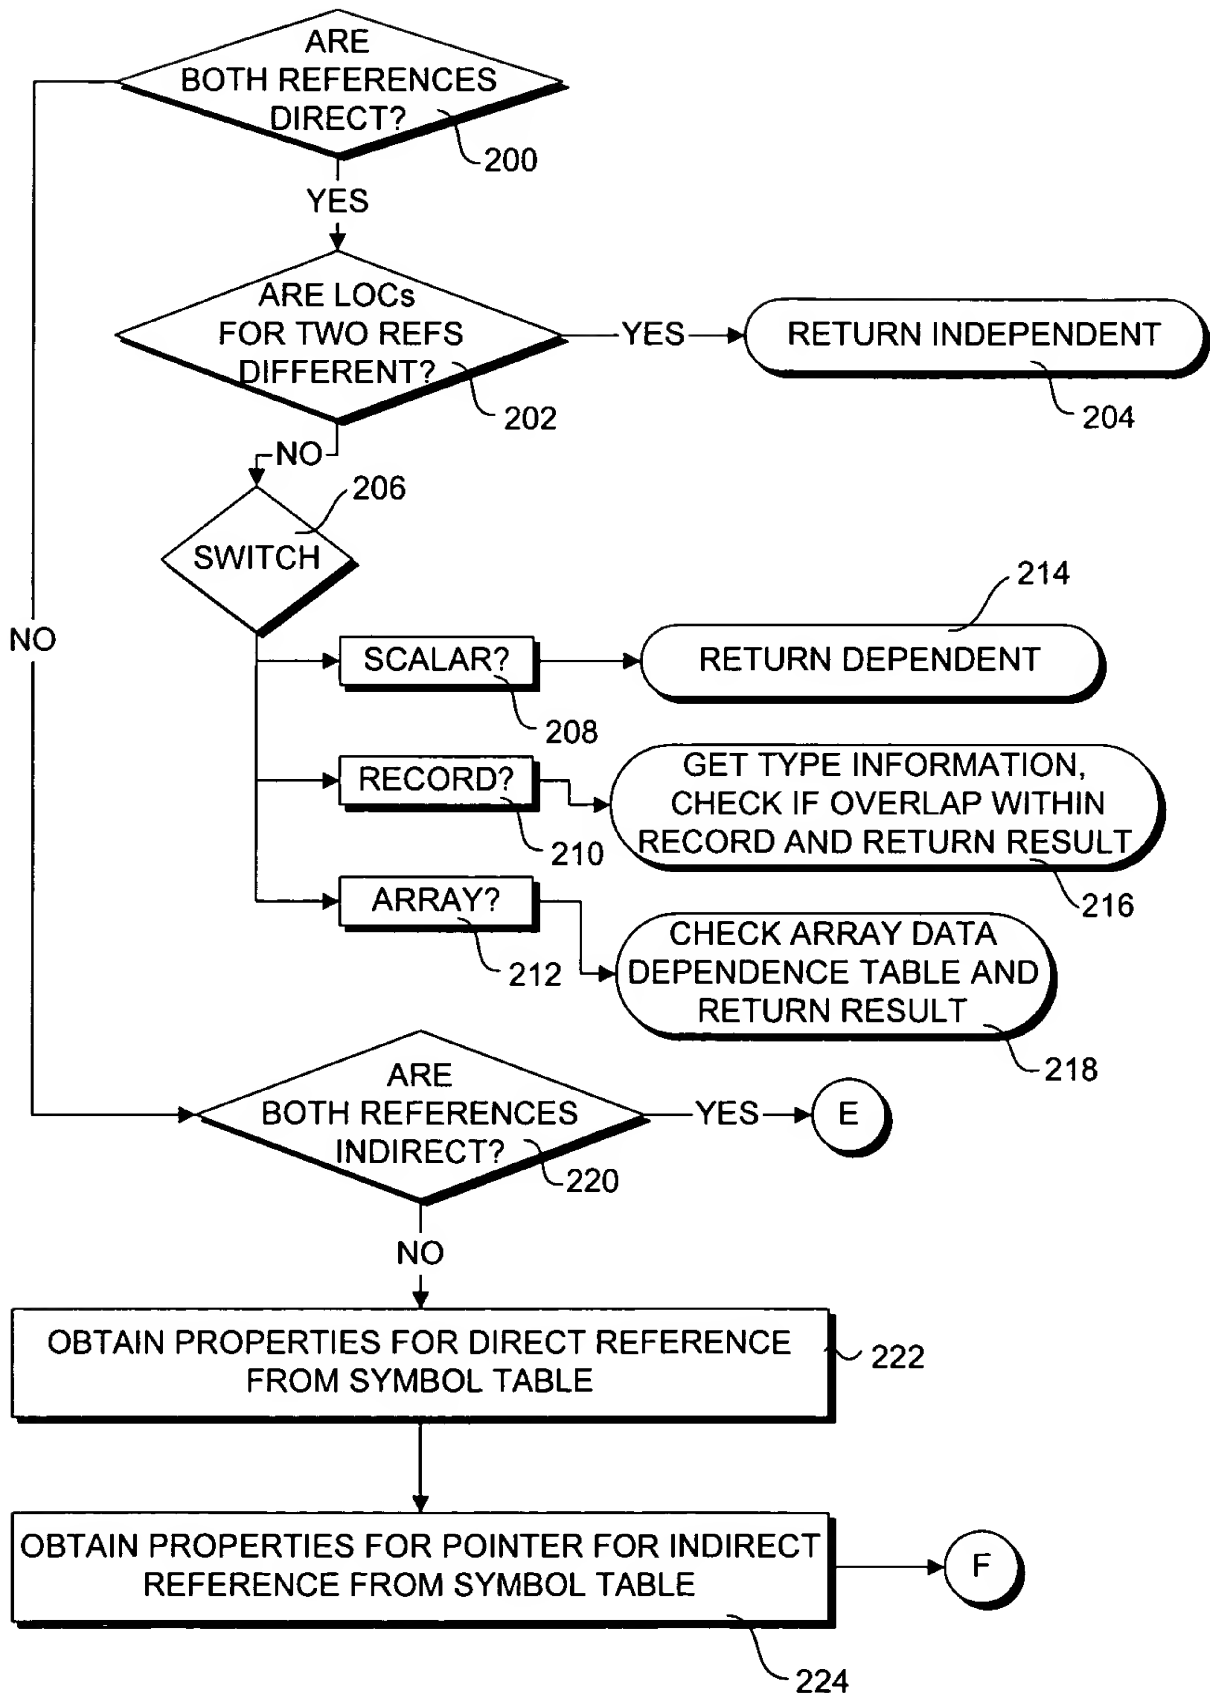 ARE
BOTH REFERENCES
DIRECT?
200
YES
ARE LOCs
FOR TWO REFS
DIFFERENT?
202
YES
RETURN INDEPENDENT
204
NO
206
SWITCH
NO
214
SCALAR?
208
RETURN DEPENDENT
RECORD?
210
GET TYPE INFORMATION,
CHECK IF OVERLAP WITHIN
RECORD AND RETURN RESULT
216
ARRAY?
212
CHECK ARRAY DATA
DEPENDENCE TABLE AND
RETURN RESULT
218
ARE
BOTH REFERENCES
INDIRECT?
220
YES
E
NO
OBTAIN PROPERTIES FOR DIRECT REFERENCE
FROM SYMBOL TABLE
222
OBTAIN PROPERTIES FOR POINTER FOR INDIRECT
REFERENCE FROM SYMBOL TABLE
224
F